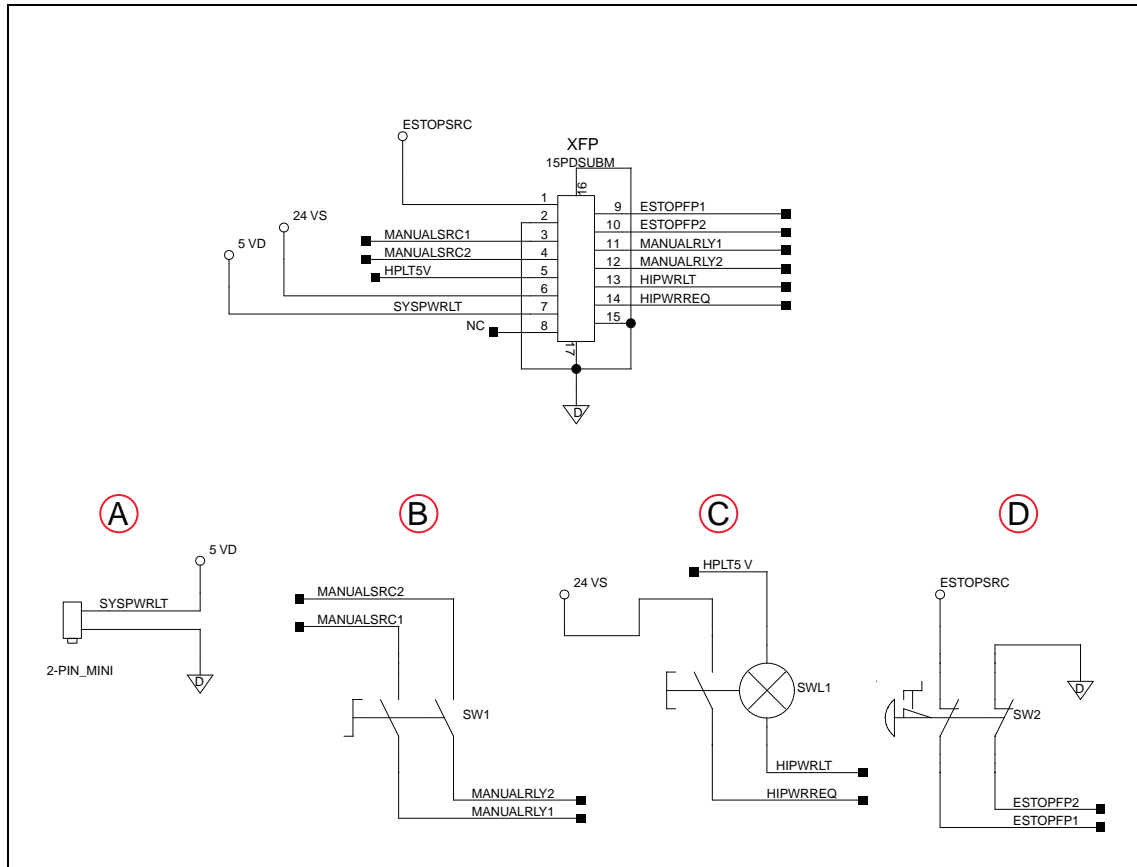 ESTOPSRC
XFP
15PDSUBM
16
1
2
3
4
5
6
7
8
9
10
11
12
13
14
15
17
24 VS
5 VD
MANUALSRC1
MANUALSRC2
HPLT5V
SYSPWRLT
NC
ESTOPFP1
ESTOPFP2
MANUALRLY1
MANUALRLY2
HIPWRLT
HIPWRREQ
D
A
5 VD
SYSPWRLT
2-PIN_MINI
D
B
MANUALSRC2
MANUALSRC1
SW1
MANUALRLY2
MANUALRLY1
C
HPLT5 V
24 VS
SWL1
HIPWRLT
HIPWRREQ
D
ESTOPSRC
D
SW2
ESTOPFP2
ESTOPFP1